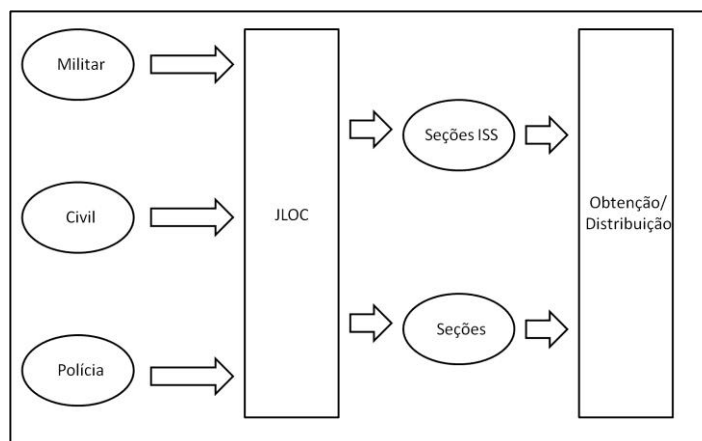 Militar
Civil
Polícia
JLOC
Seções ISS
Seções
Obtenção/
Distribuição